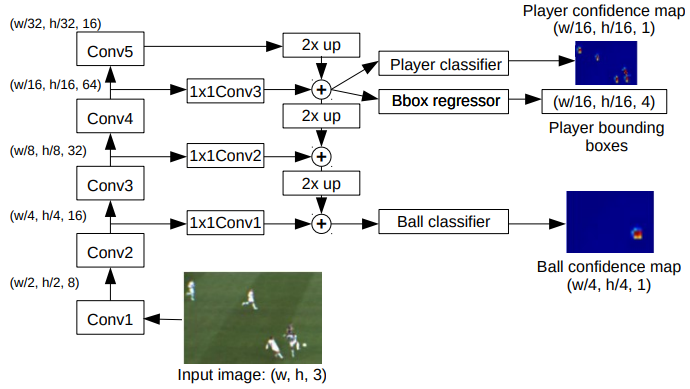 Player confidence map
(w/16, h/16, 1)
(w/32, h/32, 16)
Conv5
2x up
Player classifier
(w/16, h/16, 64)
1x1Conv3
+
Bbox regressor
(w/16, h/16, 4)
Conv4
2x up
Player bounding
boxes
(w/8, h/8, 32)
1x1Conv2
+
Conv3
2x up
(w/4, h/4, 16)
1x1Conv1
+
Ball classifier
Conv2
Ball confidence map
(w/4, h/4, 1)
(w/2, h/2, 8)
Conv1
Input image: (w, h, 3)